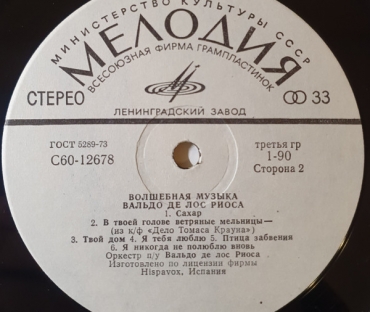 МИНИСТЕРСТВО КУЛЬТУРЫ СССР
МЕЛОДИЯ
ВСЕСОЮЗНАЯ ФИРМА ГРАМПЛАСТИНОК
СТЕРЕО
33
ЛЕНИНГРАДСКИЙ ЗАВОД
ГОСТ 5289-73
третья гр
С60-12678
1-90
Сторона 2
ВОЛШЕБНАЯ МУЗЫКА
ВАЛЬДО ДЕ ЛОС РИОСА
1. Сахар
2. В твоей голове ветряные мельницы—
(из к/ф «Дело Томаса Крауна»)
3. Твой дом 4. Я тебя люблю 5. Птица забвения
6. Я никогда не полюблю вновь
Оркестр п/у Вальдо де лос Риоса
Изготовлено по лицензии фирмы
Hispavox, Испания